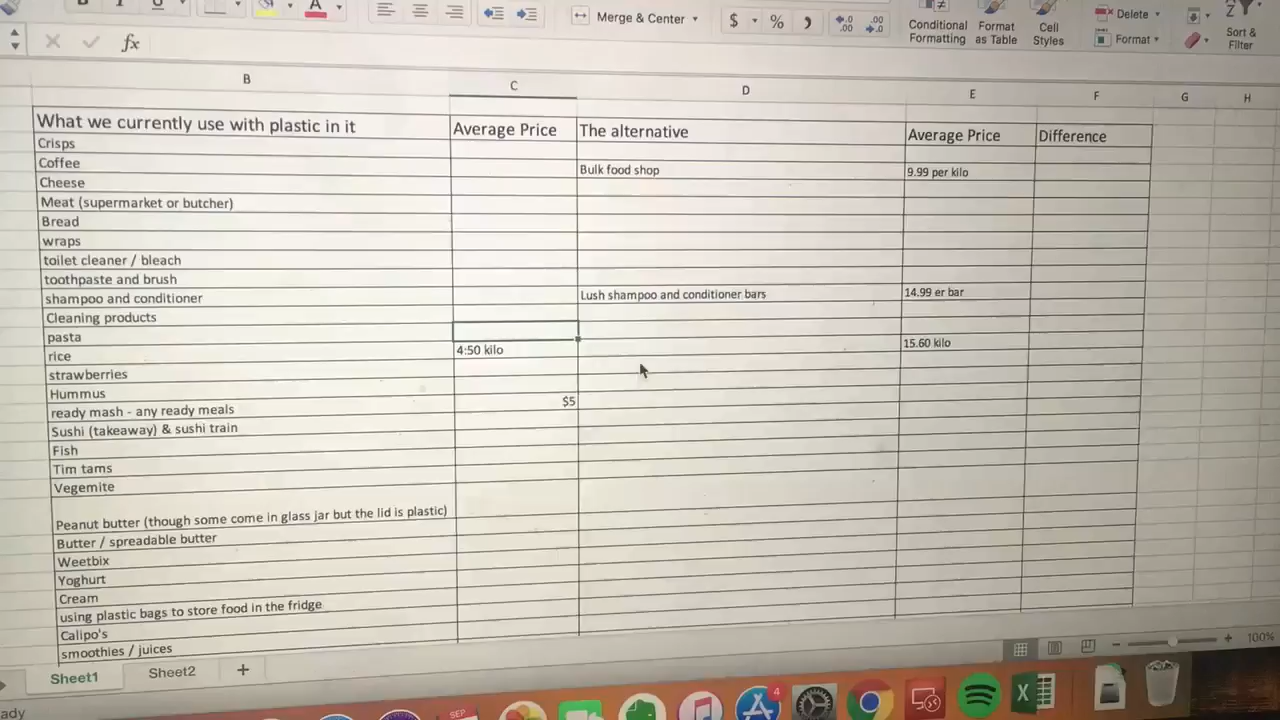 Merge & Center
$ % )
Conditional Formatting
Format as Table
Cell Styles
Delete
Format
Sort & Filter
fx
B C D E F G H
What we currently use with plastic in it Average Price The alternative Average Price Difference
Crisps
Coffee Bulk food shop 9.99 per kilo
Cheese
Meat (supermarket or butcher)
Bread
wraps
toilet cleaner / bleach
toothpaste and brush
shampoo and conditioner Lush shampoo and conditioner bars 14.99 er bar
Cleaning products
pasta
rice 4:50 kilo 15.60 kilo
strawberries
Hummus
ready mash - any ready meals $5
Sushi (takeaway) & sushi train
Fish
Tim tams
Vegemite
Peanut butter (though some come in glass jar but the lid is plastic)
Butter / spreadable butter
Weetbix
Yoghurt
Cream
using plastic bags to store food in the fridge
Calipo's
smoothies / juices
Sheet1 Sheet2 +
100%
ady
SEP
4